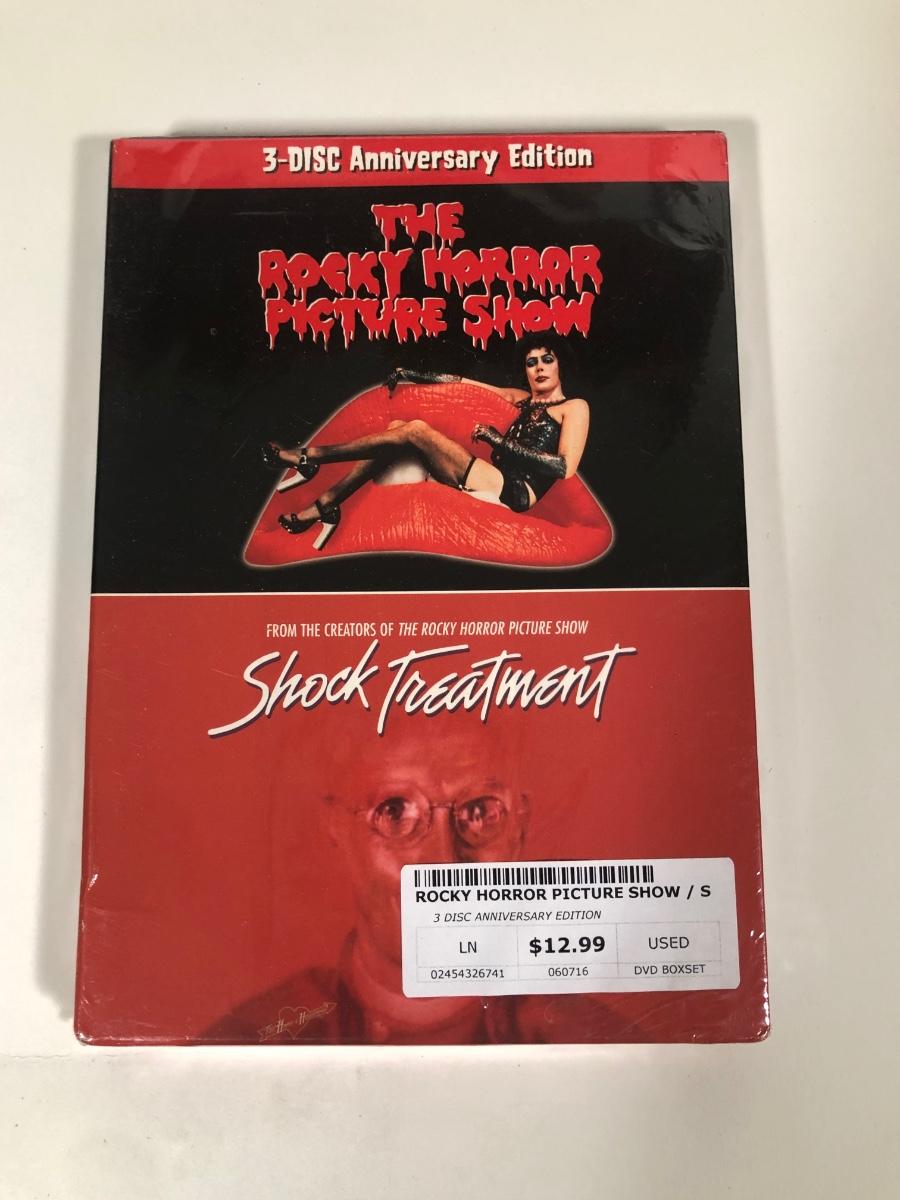 3-DISC Anniversary Edition
THE
ROCKY HORROR
PICTURE SHOW
FROM THE CREATORS OF THE ROCKY HORROR PICTURE SHOW
Shock Treatment
ROCKY HORROR PICTURE SHOW / S
3 DISC ANNIVERSARY EDITION
LN $12.99 USED
02454326741 060716 DVD BOXSET